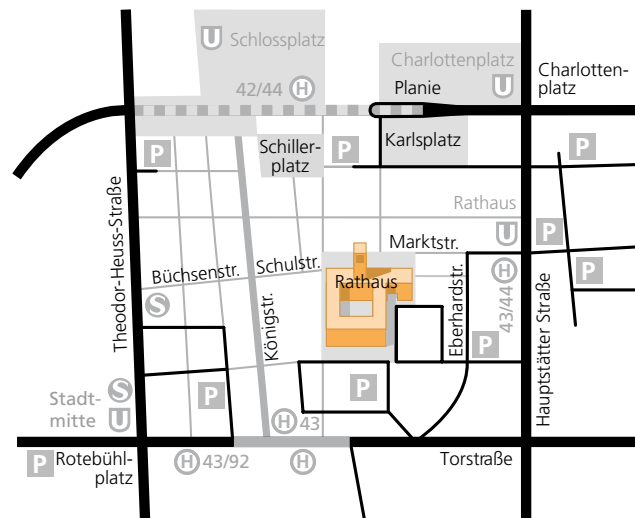 U Schlossplatz
Charlottenplatz
U
42/44 H
Planie
Charlotten-
platz
P
Schiller-
platz
P
Karlsplatz
P
Theodor-Heuss-Straße
Rathaus
U
P
Marktstr.
Büchsenstr.
Schulstr.
Rathaus
H
43/44
P
S
Königstr.
Eberhardstr.
Hauptstätter Straße
P
Stadt-
mitte
S
U
P
P
H 43
P Rotebühl-
platz
H 43/92
H
Torstraße